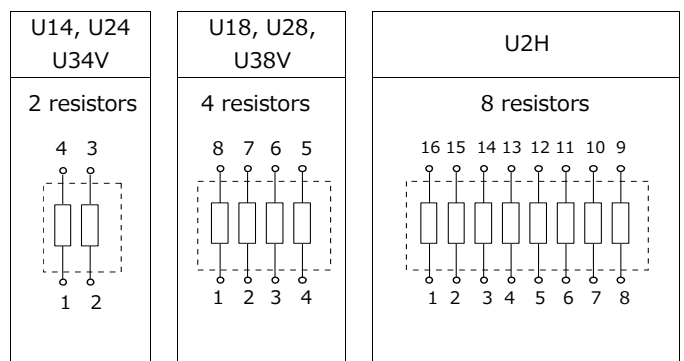 U14, U24
U34V
2 resistors
4 3
1 2
U18, U28,
U38V
4 resistors
8 7 6 5
1 2 3 4
U2H
8 resistors
16 15 14 13 12 11 10 9
1 2 3 4 5 6 7 8